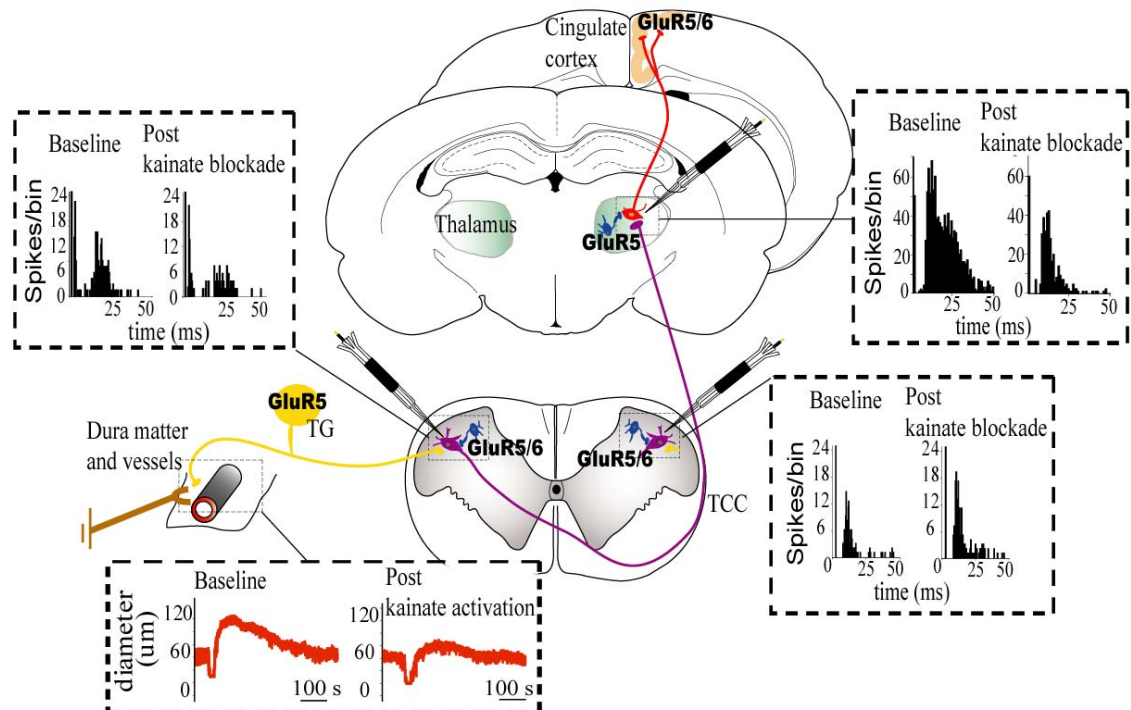 Cingulate
cortex
GluR5/6
Baseline
Post
kainate blockade
Spikes/bin
24
18
12
6
0
25
50
24
18
12
6
0
25
50
time (ms)
Baseline
Post
kainate blockade
Spikes/bin
60
40
20
0
25
50
60
40
20
0
25
50
time (ms)
Thalamus
GluR5
GluR5
TG
Dura matter
and vessels
GluR5/6
GluR5/6
TCC
Baseline
Post
kainate blockade
Spikes/bin
24
18
12
6
0
25
50
24
18
12
6
0
25
50
time (ms)
Baseline
Post
kainate activation
diameter
(um)
120
60
0
100 s
120
60
0
100 s